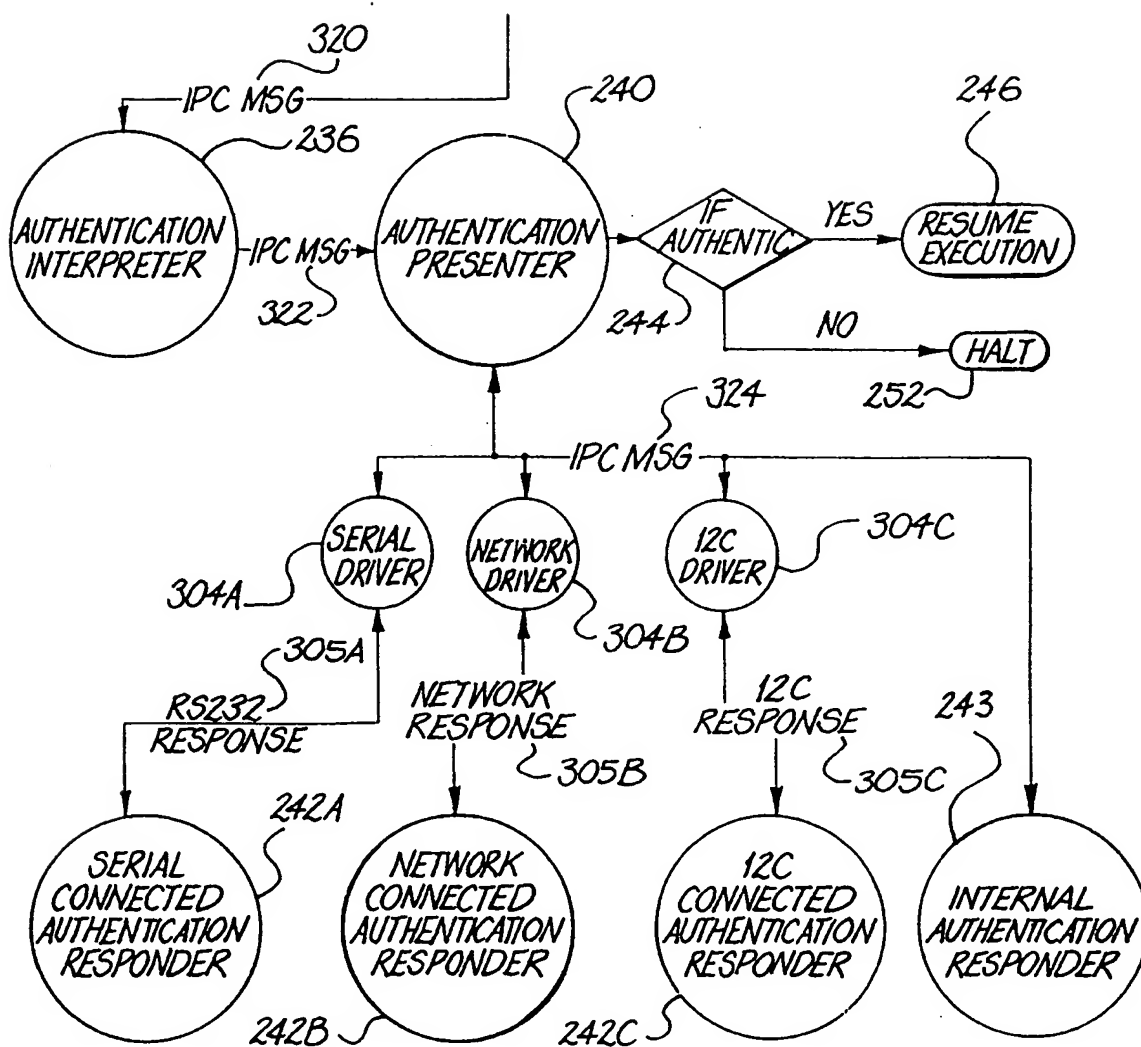 320
IPC MSG
236
240
246
AUTHENTICATION
INTERPRETER
IPC MSG
322
AUTHENTICATION
PRESENTER
IF
AUTHENTIC
244
YES
RESUME
EXECUTION
NO
HALT
252
324
IPC MSG
SERIAL
DRIVER
304A
NETWORK
DRIVER
304B
12C
DRIVER
304C
305A
RS232
RESPONSE
NETWORK
RESPONSE
305B
12C
RESPONSE
305C
243
242A
SERIAL
CONNECTED
AUTHENTICATION
RESPONDER
NETWORK
CONNECTED
AUTHENTICATION
RESPONDER
242B
12C
CONNECTED
AUTHENTICATION
RESPONDER
242C
INTERNAL
AUTHENTICATION
RESPONDER